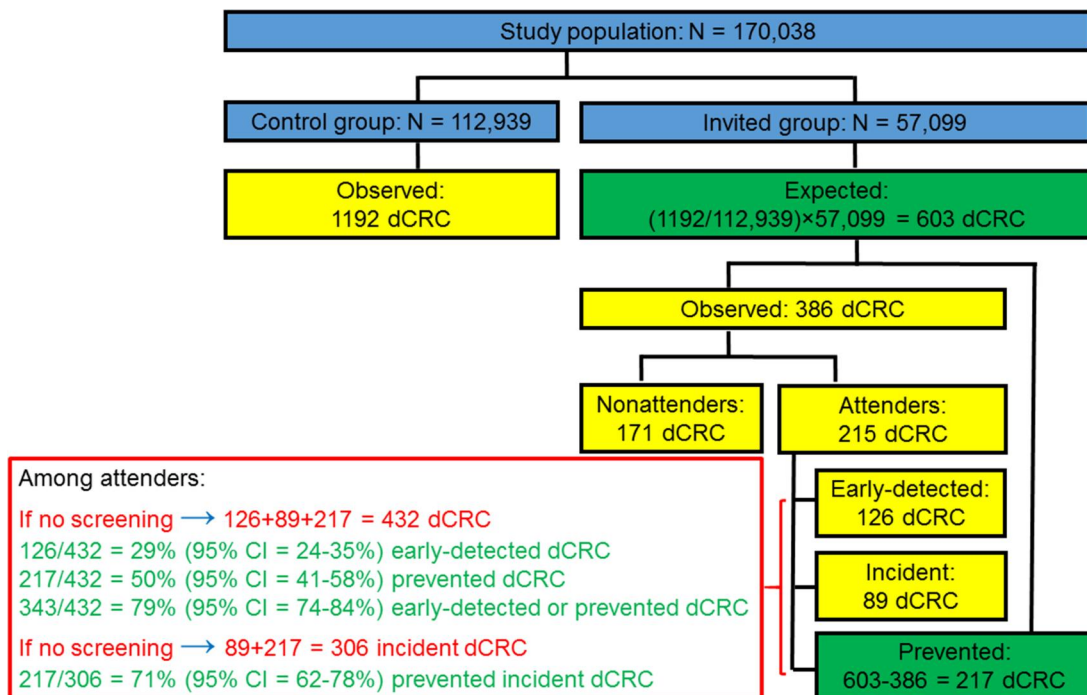 Study population: N = 170,038
Control group: N = 112,939
Invited group: N = 57,099
Observed:
1192 dCRC
Expected:
(1192/112,939)×57,099 = 603 dCRC
Observed: 386 dCRC
Nonattenders:
171 dCRC
Attenders:
215 dCRC
Early-detected:
126 dCRC
Incident:
89 dCRC
Prevented:
603-386 = 217 dCRC
Among attenders:
If no screening → 126+89+217 = 432 dCRC
126/432 = 29% (95% CI = 24-35%) early-detected dCRC
217/432 = 50% (95% CI = 41-58%) prevented dCRC
343/432 = 79% (95% CI = 74-84%) early-detected or prevented dCRC
If no screening → 89+217 = 306 incident dCRC
217/306 = 71% (95% CI = 62-78%) prevented incident dCRC